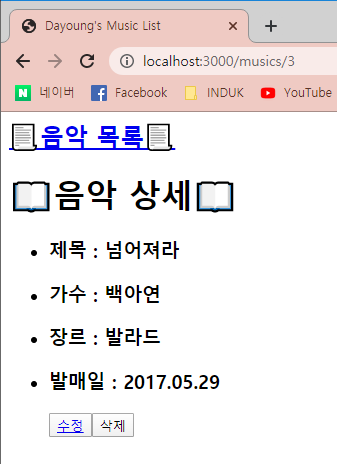 Dayoung's Music List
localhost:3000/musics/3
네이버 Facebook INDUK YouTube
음악 목록
음악 상세
제목 : 넘어져라
가수 : 백아연
장르 : 발라드
발매일 : 2017.05.29
수정 삭제